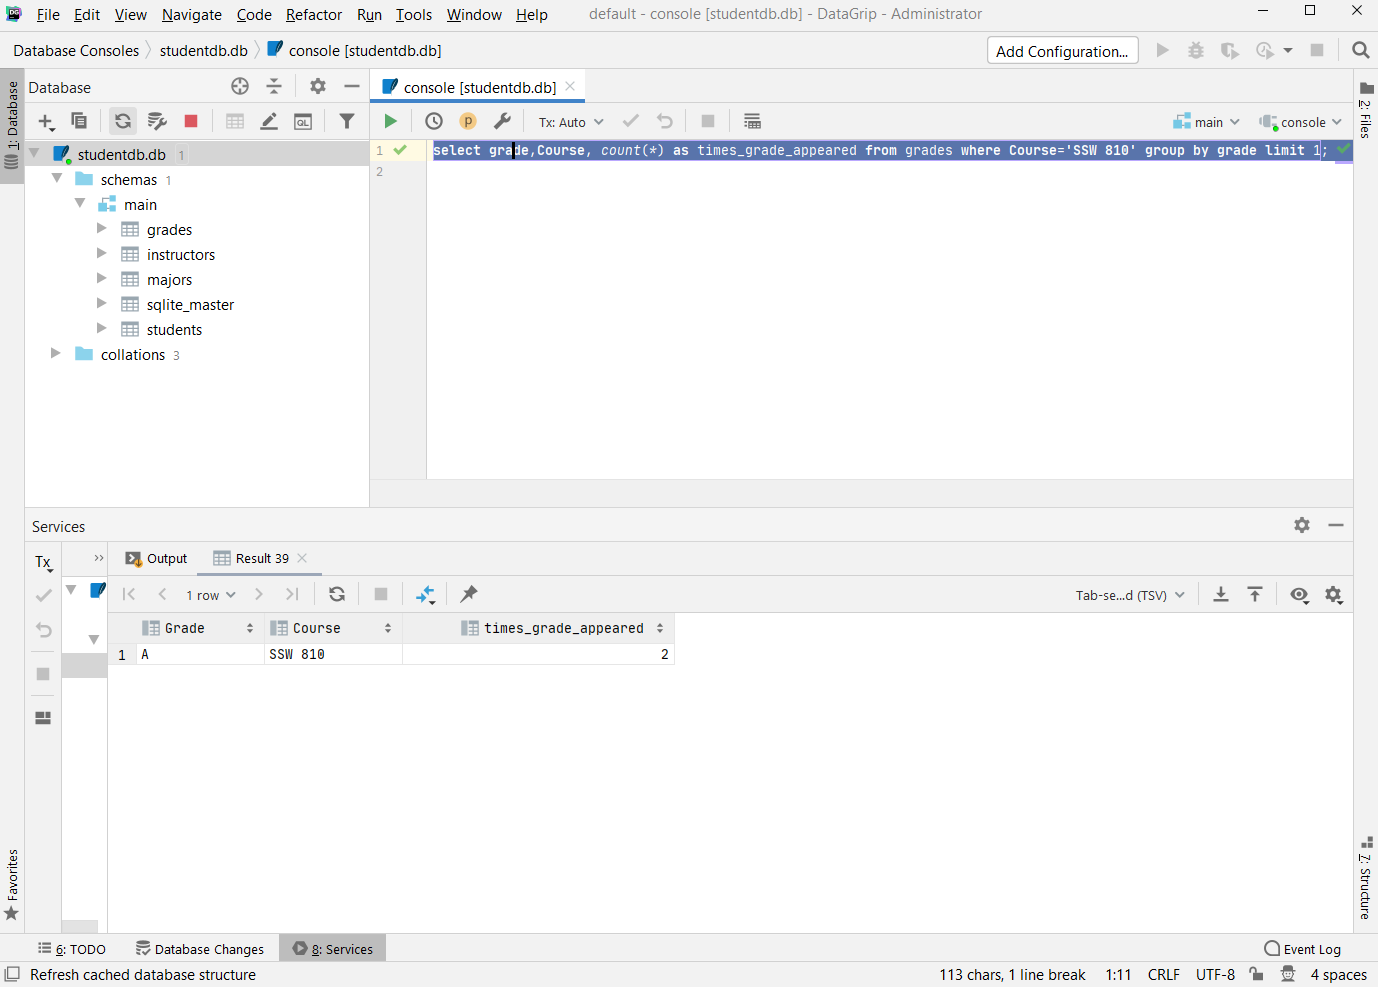 File Edit View Navigate Code Refactor Run Tools Window Help default - console [studentdb.db] - DataGrip - Administrator
Database Consoles studentdb.db console [studentdb.db] Add Configuration...
1: Database
Database
console [studentdb.db]
2: Files
Tx: Auto main console
studentdb.db 1
schemas 1
main
grades
instructors
majors
sqlite_master
students
collations 3
1 select grade,Course, count(*) as times_grade_appeared from grades where Course='SSW 810' group by grade limit 1;
2
Services
Tx
Output Result 39
1 row Tab-se...d (TSV)
Grade Course times_grade_appeared
1 A SSW 810 2
Favorites
7: Structure
6: TODO Database Changes 8: Services Event Log
Refresh cached database structure 113 chars, 1 line break 1:11 CRLF UTF-8 4 spaces